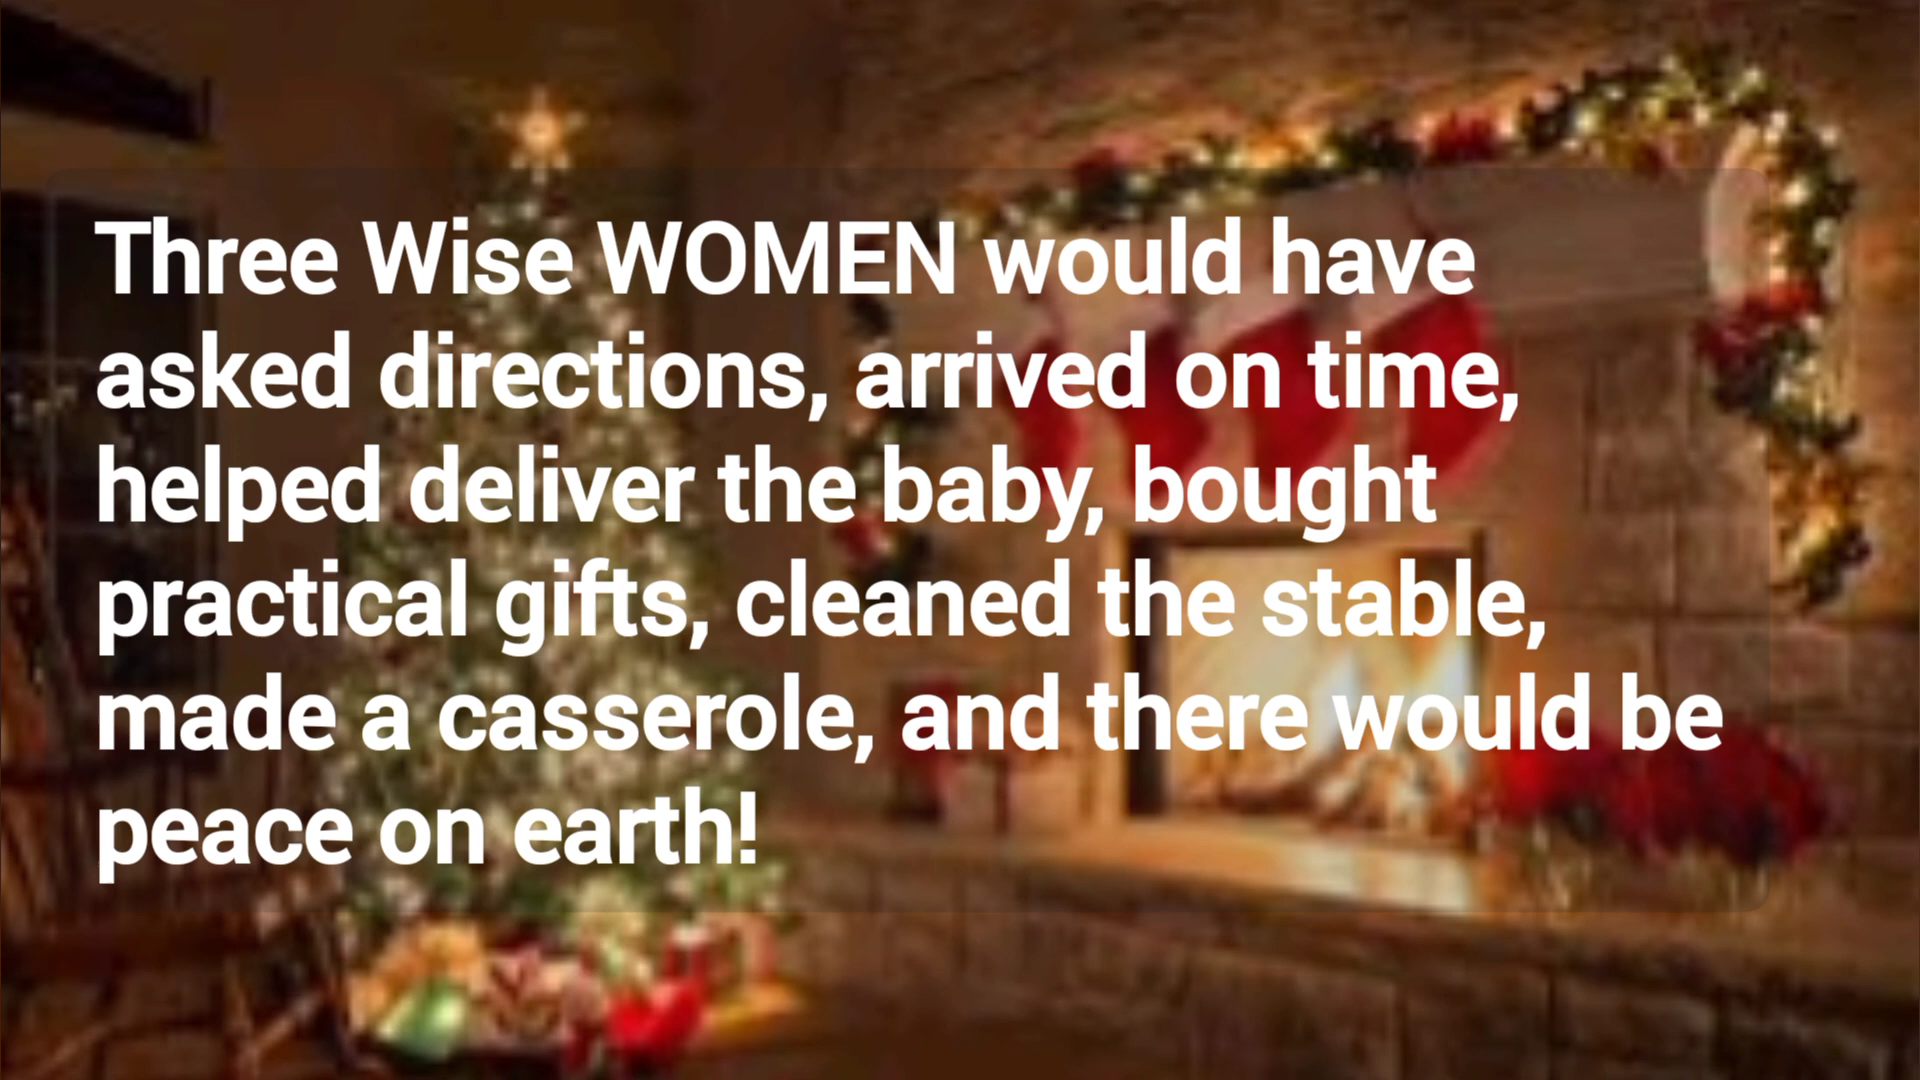 Three Wise WOMEN would have
asked directions, arrived on time,
helped deliver the baby, bought
practical gifts, cleaned the stable,
made a casserole, and there would be
peace on earth!